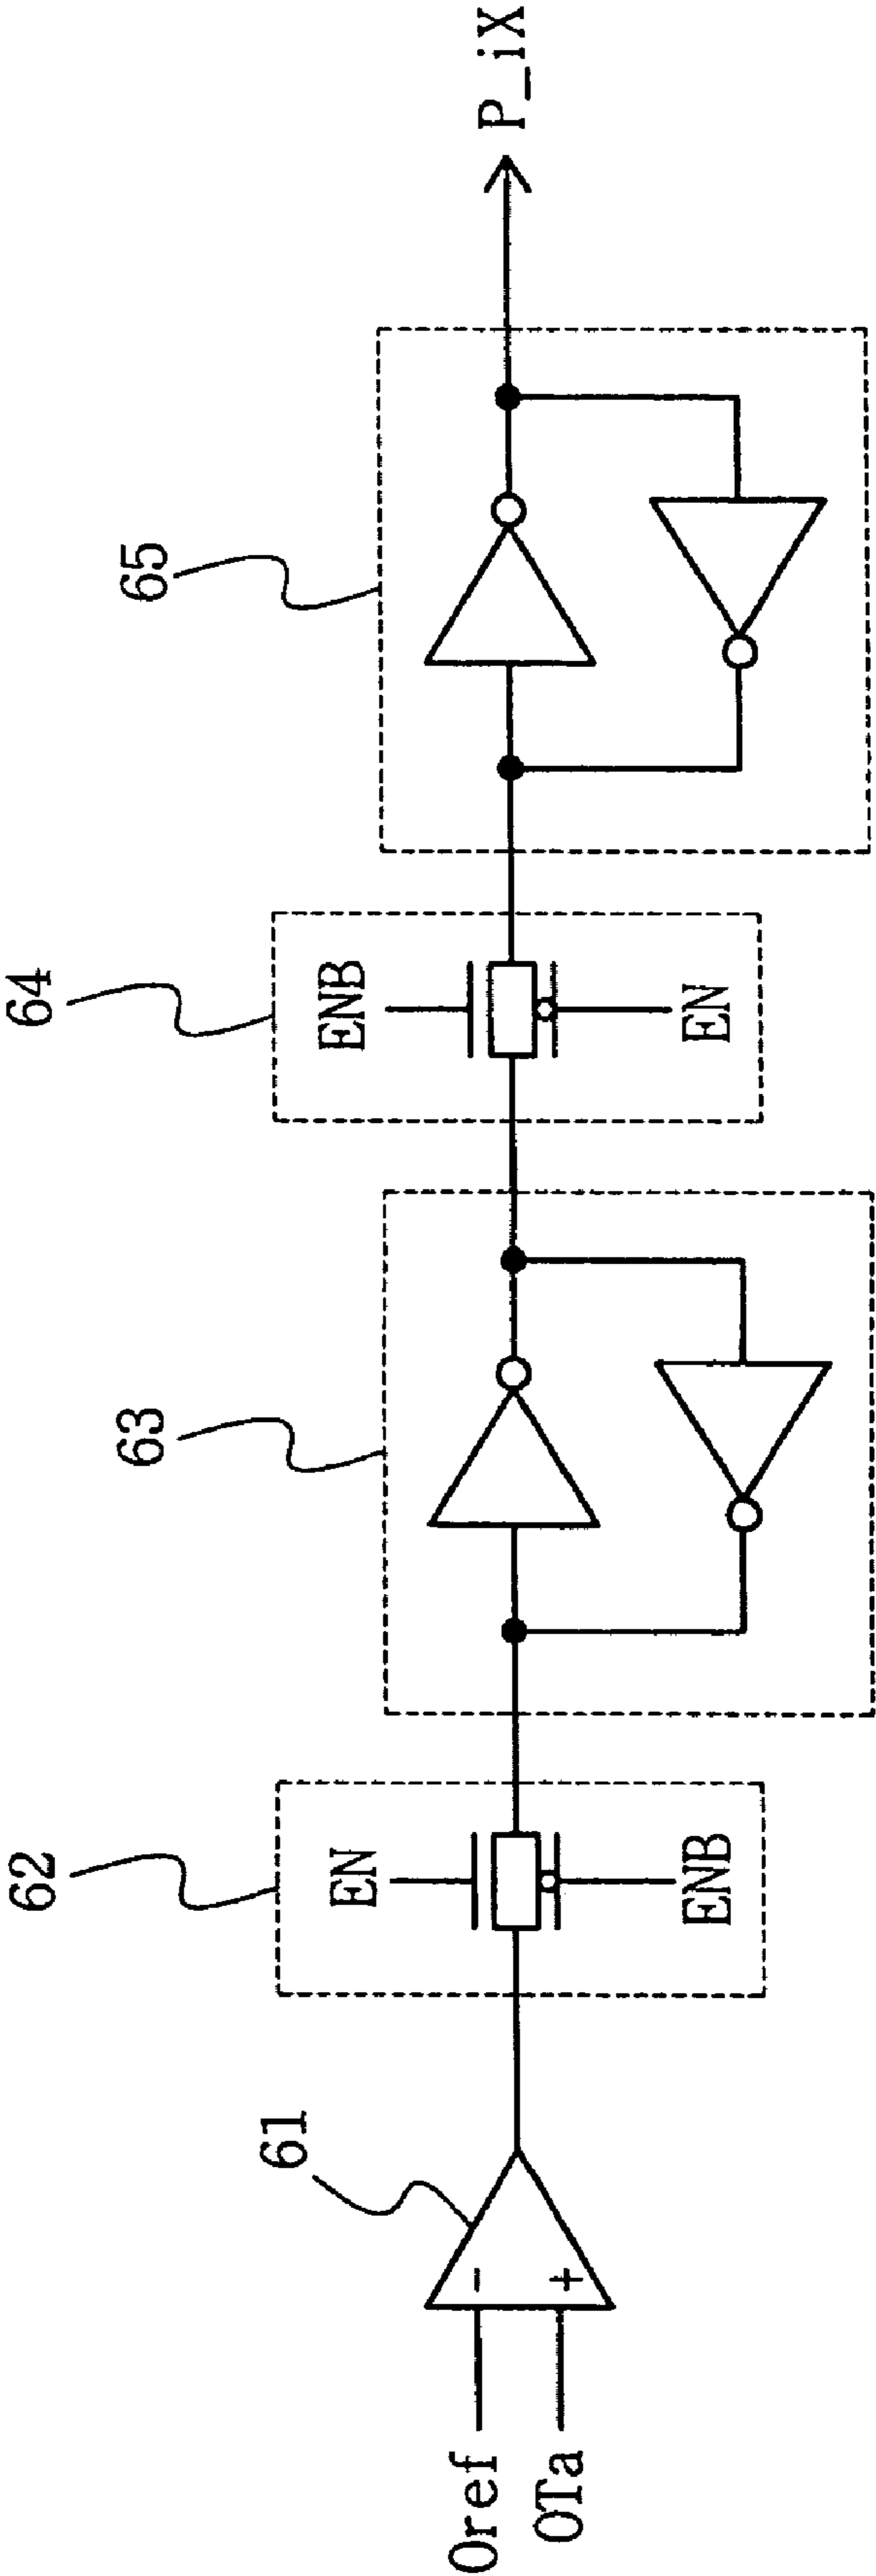 Oref
OTa
-
+
61
62
EN
ENB
63
64
ENB
EN
65
P_iX